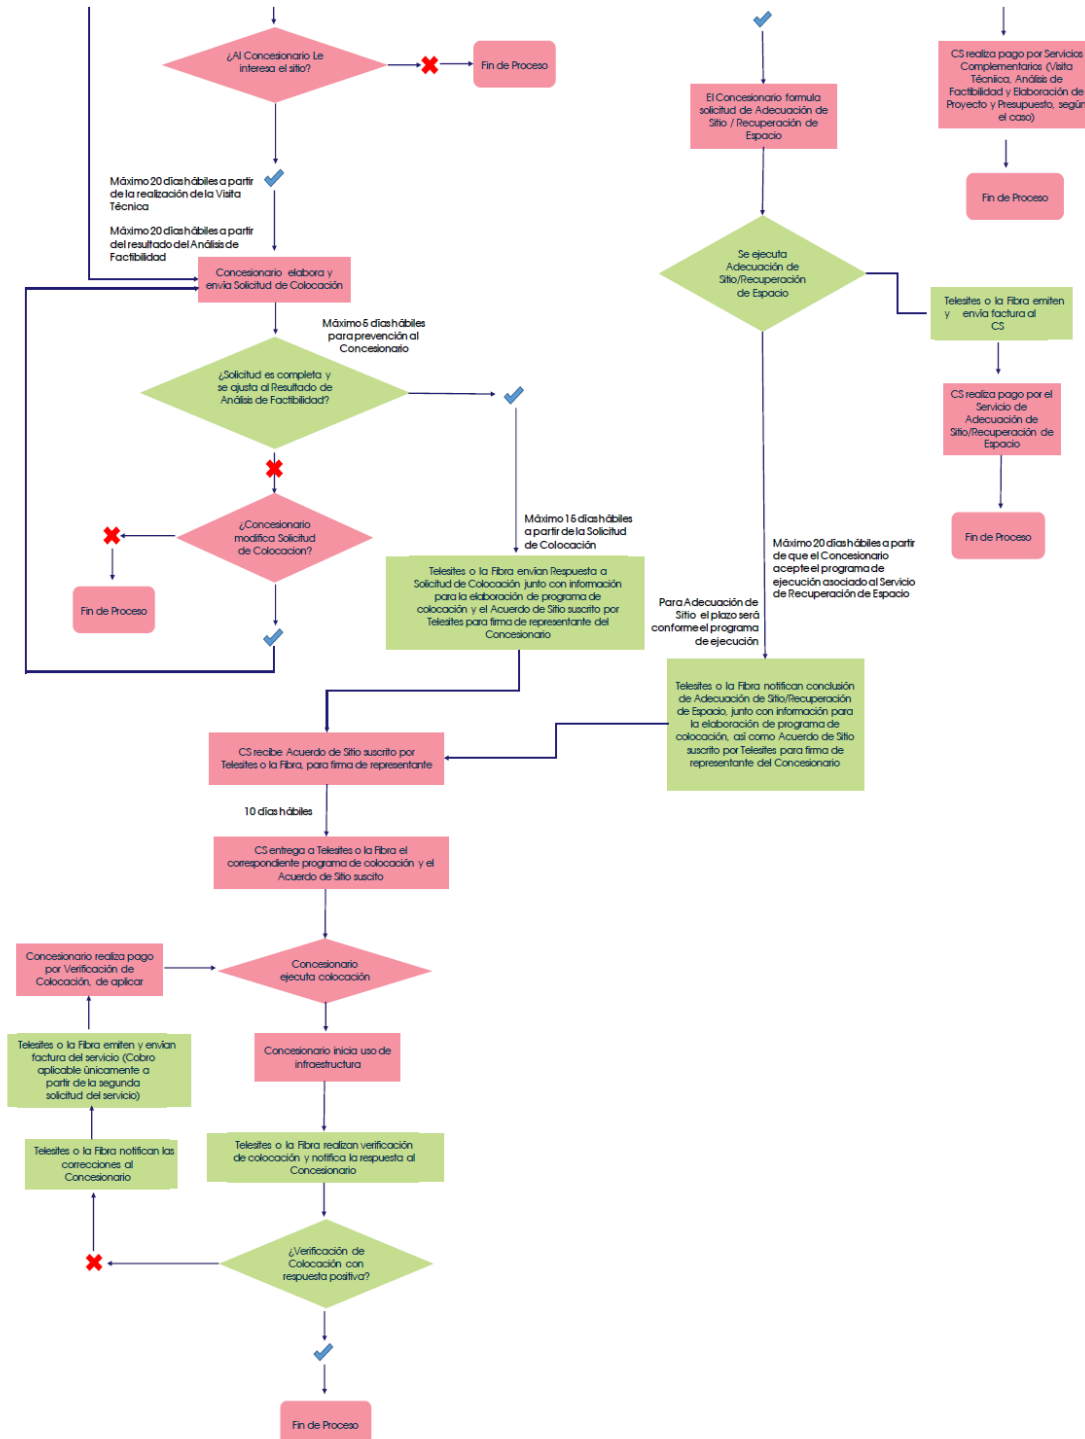 ¿Al Concesionario Le
interesa el sitio?
Fin de Proceso
Máximo 20 días hábiles a partir
de la realización de la Visita
Técnica
Máximo 20 días hábiles a partir
del resultado del Análisis de
Factibilidad
Concesionario elabora y
envía Solicitud de Colocación
Máximo 5 días hábiles
para prevención al
Concesionario
¿Solicitud es completa y
se ajusta al Resultado de
Análisis de Factibilidad?
¿Concesionario
modifica Solicitud
de Colocacion?
Fin de Proceso
Máximo 15 días hábiles
a partir de la Solicitud
de Colocación
Telesites o la Fibra envían Respuesta a
Solicitud de Colocación junto con información
para la elaboración de programa de
colocación y el Acuerdo de Sitio suscrito por
Telesites para firma de representante del
Concesionario
El Concesionario formula
solicitud de Adecuación de
Sitio / Recuperación de
Espacio
Se ejecuta
Adecuación de
Sitio/Recuperación
de Espacio
CS realiza pago por Servicios
Complementarios (Visita
Técniica, Análisis de
Factibilidad y Elaboración de
Proyecto y Presupuesto, según
el caso)
Fin de Proceso
Telesites o la Fibra emiten
y envía factura al
CS
CS realiza pago por el
Servicio de
Adecuación de
Sitio/Recuperación de
Espacio
Fin de Proceso
Máximo 20 días hábiles a partir
de que el Concesionario
acepte el programa de
ejecución asociado al Servicio
de Recuperación de Espacio
Para Adecuación de
Sitio el plazo será
conforme el programa
de ejecución
Telesites o la Fibra notifican conclusión
de Adecuación de Sitio/Recuperación
de Espacio, junto con información para
la elaboración de programa de
colocación, así como Acuerdo de Sitio
suscrito por Telesites para firma de
representante del Concesionario
CS recibe Acuerdo de Sitio suscrito por
Telesites o la Fibra, para firma de representante
10 días hábiles
CS entrega a Telesites o la Fibra el
correspondiente programa de colocación y el
Acuerdo de Sitio suscito
Concesionario
ejecuta colocación
Concesionario realiza pago
por Verificación de
Colocación, de aplicar
Telesites o la Fibra emiten y envían
factura del servicio (Cobro
aplicable únicamente a
partir de la segunda
solicitud del servicio)
Telesites o la Fibra notifican las
correcciones al
Concesionario
Concesionario inicia uso de
infraestructura
Telesites o la Fibra realizan verificación
de colocación y notifica la respuesta al
Concesionario
¿Verificación de
Colocación con
respuesta positiva?
Fin de Proceso